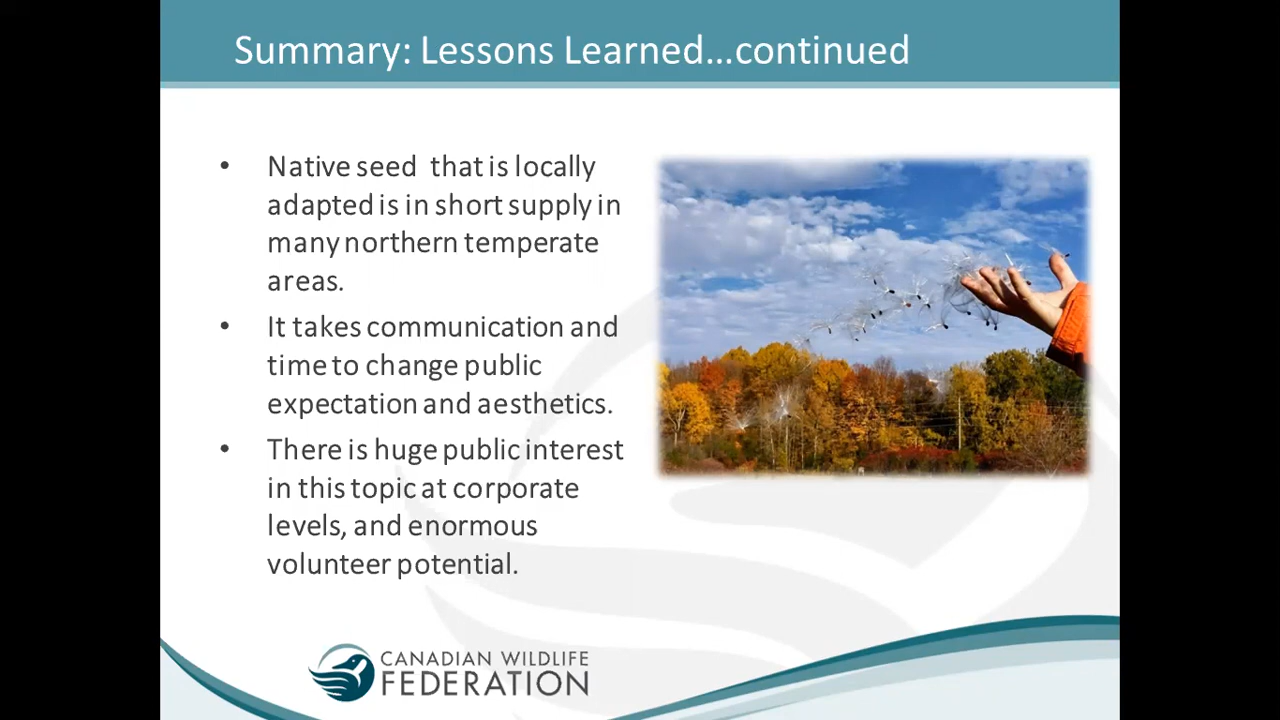 Summary: Lessons Learned…continued
• Native seed that is locally
adapted is in short supply in
many northern temperate
areas.
• It takes communication and
time to change public
expectation and aesthetics.
• There is huge public interest
in this topic at corporate
levels, and enormous
volunteer potential.
CANADIAN WILDLIFE
FEDERATION